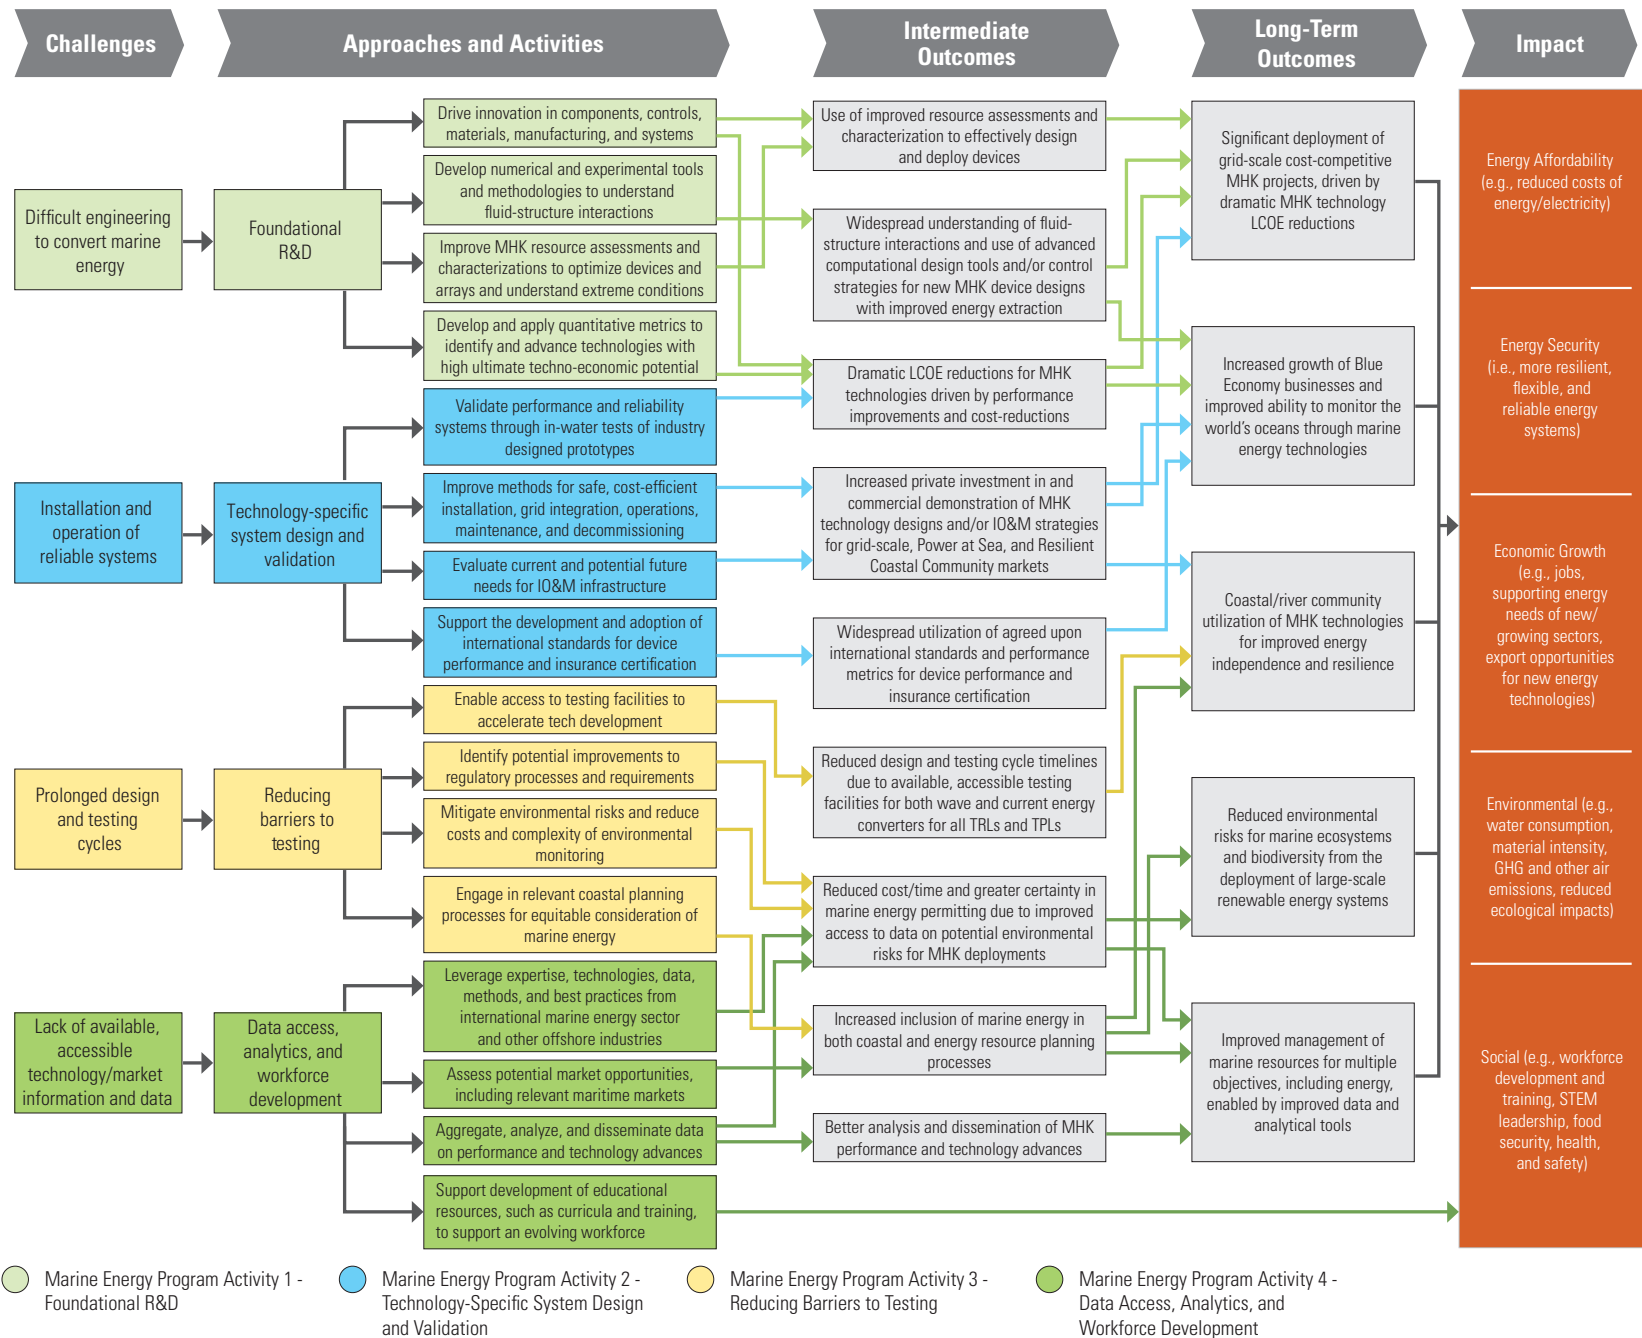 Challenges
Approaches and Activities
Intermediate
Outcomes
Long-Term
Outcomes
Impact
Difficult engineering
to convert marine
energy
Foundational
R&D
Drive innovation in components, controls,
materials, manufacturing, and systems
Develop numerical and experimental tools
and methodologies to understand
fluid-structure interactions
Improve MHK resource assessments and
characterizations to optimize devices and
arrays and understand extreme conditions
Develop and apply quantitative metrics to
identify and advance technologies with
high ultimate techno-economic potential
Installation and
operation of
reliable systems
Technology-specific
system design and
validation
Validate performance and reliability
systems through in-water tests of industry
designed prototypes
Improve methods for safe, cost-efficient
installation, grid integration, operations,
maintenance, and decommissioning
Evaluate current and potential future
needs for IO&M infrastructure
Support the development and adoption of
international standards for device
performance and insurance certification
Prolonged design
and testing
cycles
Reducing
barriers to
testing
Enable access to testing facilities to
accelerate tech development
Identify potential improvements to
regulatory processes and requirements
Mitigate environmental risks and reduce
costs and complexity of environmental
monitoring
Engage in relevant coastal planning
processes for equitable consideration of
marine energy
Lack of available,
accessible
technology/market
information and data
Data access,
analytics, and
workforce
development
Leverage expertise, technologies, data,
methods, and best practices from
international marine energy sector
and other offshore industries
Assess potential market opportunities,
including relevant maritime markets
Aggregate, analyze, and disseminate data
on performance and technology advances
Support development of educational
resources, such as curricula and training,
to support an evolving workforce
Use of improved resource assessments and
characterization to effectively design
and deploy devices
Widespread understanding of fluid-
structure interactions and use of advanced
computational design tools and/or control
strategies for new MHK device designs
with improved energy extraction
Dramatic LCOE reductions for MHK
technologies driven by performance
improvements and cost-reductions
Increased private investment in and
commercial demonstration of MHK
technology designs and/or IO&M strategies
for grid-scale, Power at Sea, and Resilient
Coastal Community markets
Widespread utilization of agreed upon
international standards and performance
metrics for device performance and
insurance certification
Reduced design and testing cycle timelines
due to available, accessible testing
facilities for both wave and current energy
converters for all TRLs and TPLs
Reduced cost/time and greater certainty in
marine energy permitting due to improved
access to data on potential environmental
risks for MHK deployments
Increased inclusion of marine energy in
both coastal and energy resource planning
processes
Better analysis and dissemination of MHK
performance and technology advances
Significant deployment of
grid-scale cost-competitive
MHK projects, driven by
dramatic MHK technology
LCOE reductions
Increased growth of Blue
Economy businesses and
improved ability to monitor the
world's oceans through marine
energy technologies
Coastal/river community
utilization of MHK technologies
for improved energy
independence and resilience
Reduced environmental
risks for marine ecosystems
and biodiversity from the
deployment of large-scale
renewable energy systems
Improved management of
marine resources for multiple
objectives, including energy,
enabled by improved data and
analytical tools
Energy Affordability
(e.g., reduced costs of
energy/electricity)
Energy Security
(i.e., more resilient,
flexible, and
reliable energy
systems)
Economic Growth
(e.g., jobs,
supporting energy
needs of new/
growing sectors,
export opportunities
for new energy
technologies)
Environmental (e.g.,
water consumption,
material intensity,
GHG and other air
emissions, reduced
ecological impacts)
Social (e.g., workforce
development and
training, STEM
leadership, food
security, health,
and safety)
Marine Energy Program Activity 1 -
Foundational R&D
Marine Energy Program Activity 2 -
Technology-Specific System Design
and Validation
Marine Energy Program Activity 3 -
Reducing Barriers to Testing
Marine Energy Program Activity 4 -
Data Access, Analytics, and
Workforce Development